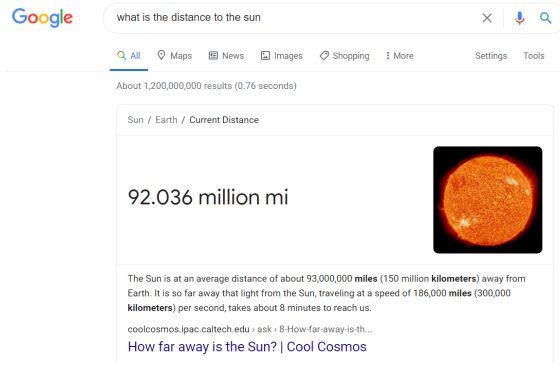 Google
what is the distance to the sun
All Maps News Images Shopping More Settings Tools
About 1,200,000,000 results (0.76 seconds)
Sun / Earth / Current Distance
92.036 million mi
The Sun is at an average distance of about 93,000,000 miles (150 million kilometers) away from
Earth. It is so far away that light from the Sun, traveling at a speed of 186,000 miles (300,000
kilometers) per second, takes about 8 minutes to reach us.
coolcosmos.ipac.caltech.edu › ask › 8-How-far-away-is-th...
How far away is the Sun? | Cool Cosmos